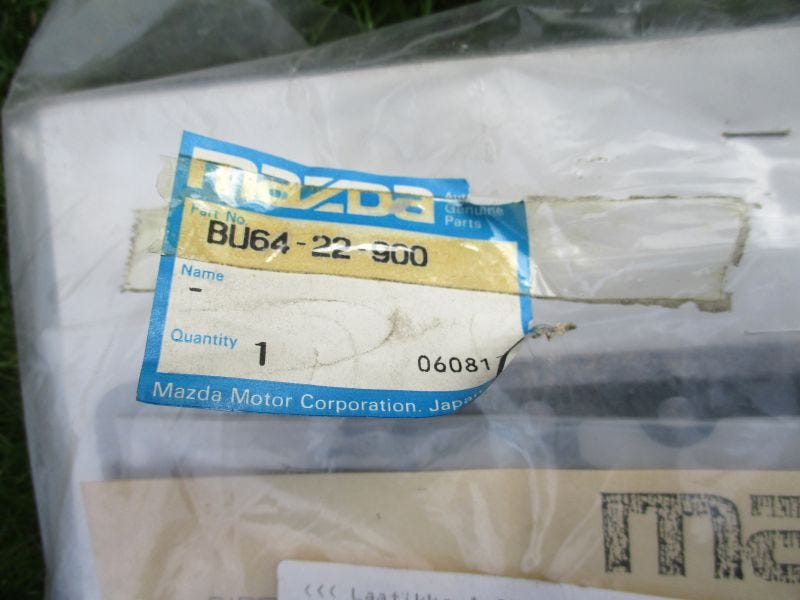 mazda
Auto
Genuine
Parts
Part No
BU64-22-900
Name
-
Quantity
1
06081
Mazda Motor Corporation. Japan
ma
<<< Laatikko